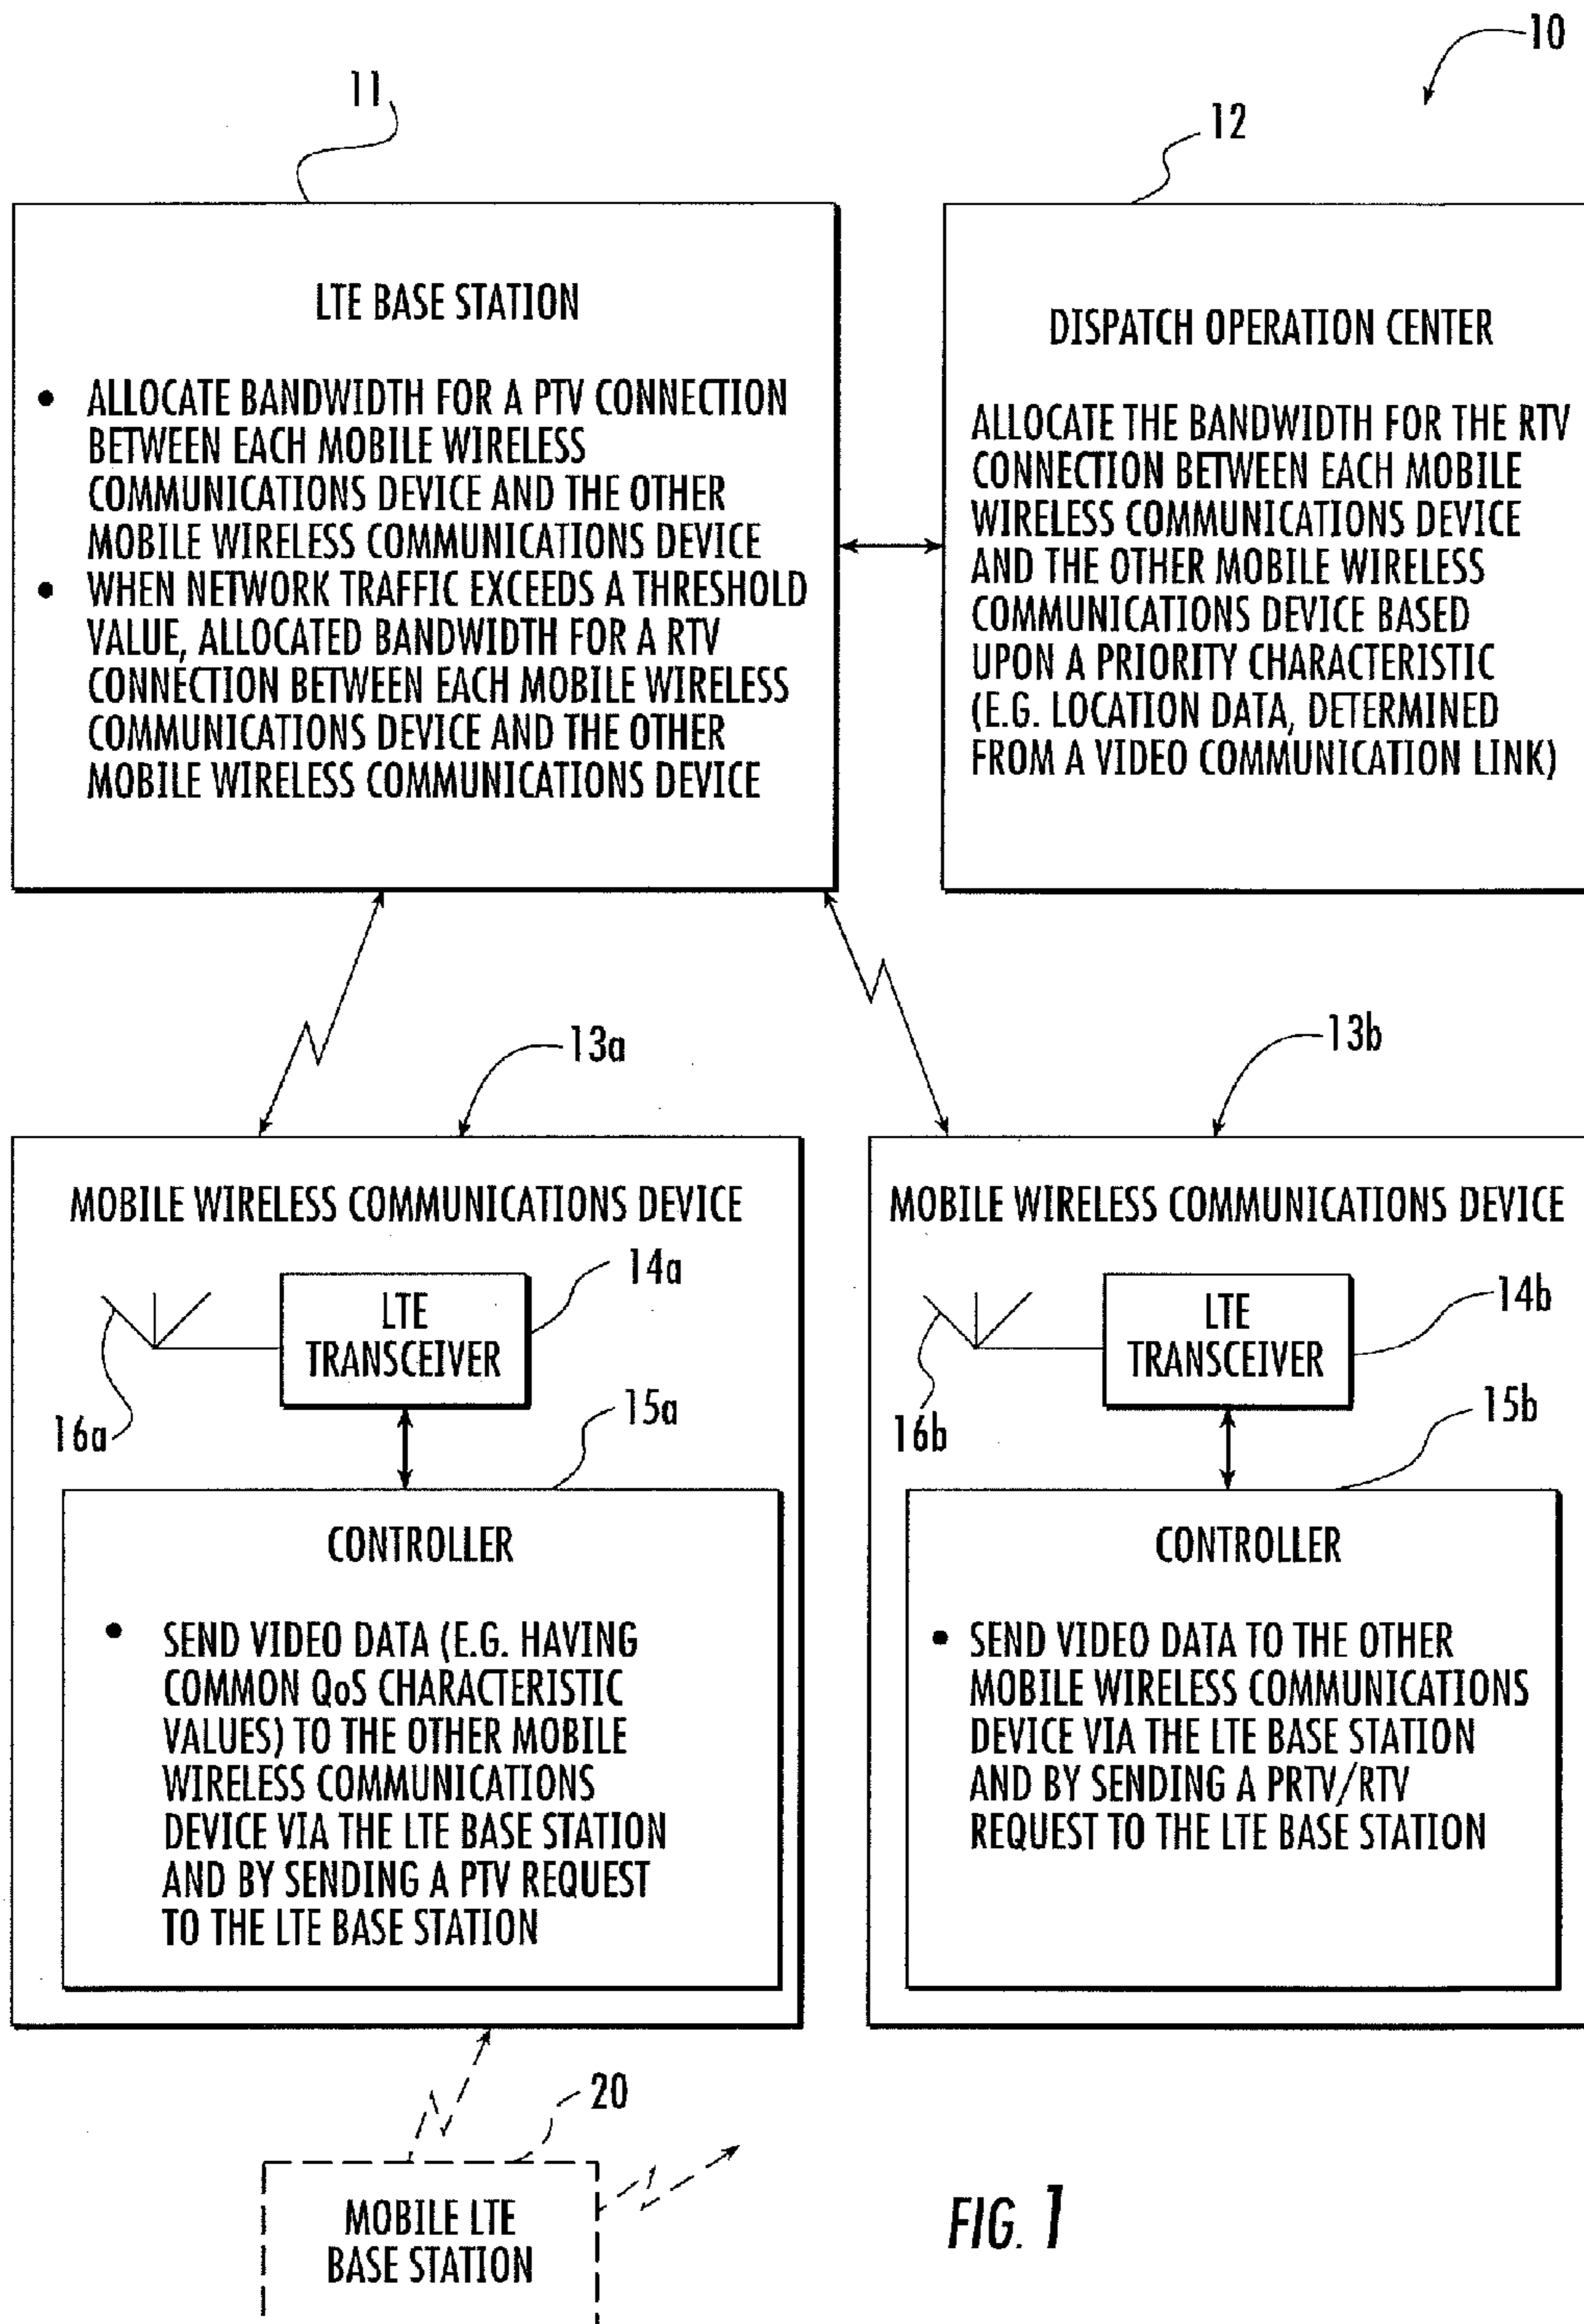 10
11
12
LTE BASE STATION
• ALLOCATE BANDWIDTH FOR A PTV CONNECTION
BETWEEN EACH MOBILE WIRELESS
COMMUNICATIONS DEVICE AND THE OTHER
MOBILE WIRELESS COMMUNICATIONS DEVICE
• WHEN NETWORK TRAFFIC EXCEEDS A THRESHOLD
VALUE, ALLOCATED BANDWIDTH FOR A RTV
CONNECTION BETWEEN EACH MOBILE WIRELESS
COMMUNICATIONS DEVICE AND THE OTHER
MOBILE WIRELESS COMMUNICATIONS DEVICE
DISPATCH OPERATION CENTER
ALLOCATE THE BANDWIDTH FOR THE RTV
CONNECTION BETWEEN EACH MOBILE
WIRELESS COMMUNICATIONS DEVICE
AND THE OTHER MOBILE WIRELESS
COMMUNICATIONS DEVICE BASED
UPON A PRIORITY CHARACTERISTIC
(E.G. LOCATION DATA, DETERMINED
FROM A VIDEO COMMUNICATION LINK)
13a
MOBILE WIRELESS COMMUNICATIONS DEVICE
14a
LTE
TRANSCEIVER
16a
15a
CONTROLLER
• SEND VIDEO DATA (E.G. HAVING
COMMON QoS CHARACTERISTIC
VALUES) TO THE OTHER MOBILE
WIRELESS COMMUNICATIONS
DEVICE VIA THE LTE BASE STATION
AND BY SENDING A PTV REQUEST
TO THE LTE BASE STATION
13b
MOBILE WIRELESS COMMUNICATIONS DEVICE
14b
LTE
TRANSCEIVER
16b
15b
CONTROLLER
• SEND VIDEO DATA TO THE OTHER
MOBILE WIRELESS COMMUNICATIONS
DEVICE VIA THE LTE BASE STATION
AND BY SENDING A PRTV/RTV
REQUEST TO THE LTE BASE STATION
20
MOBILE LTE
BASE STATION
FIG. 1